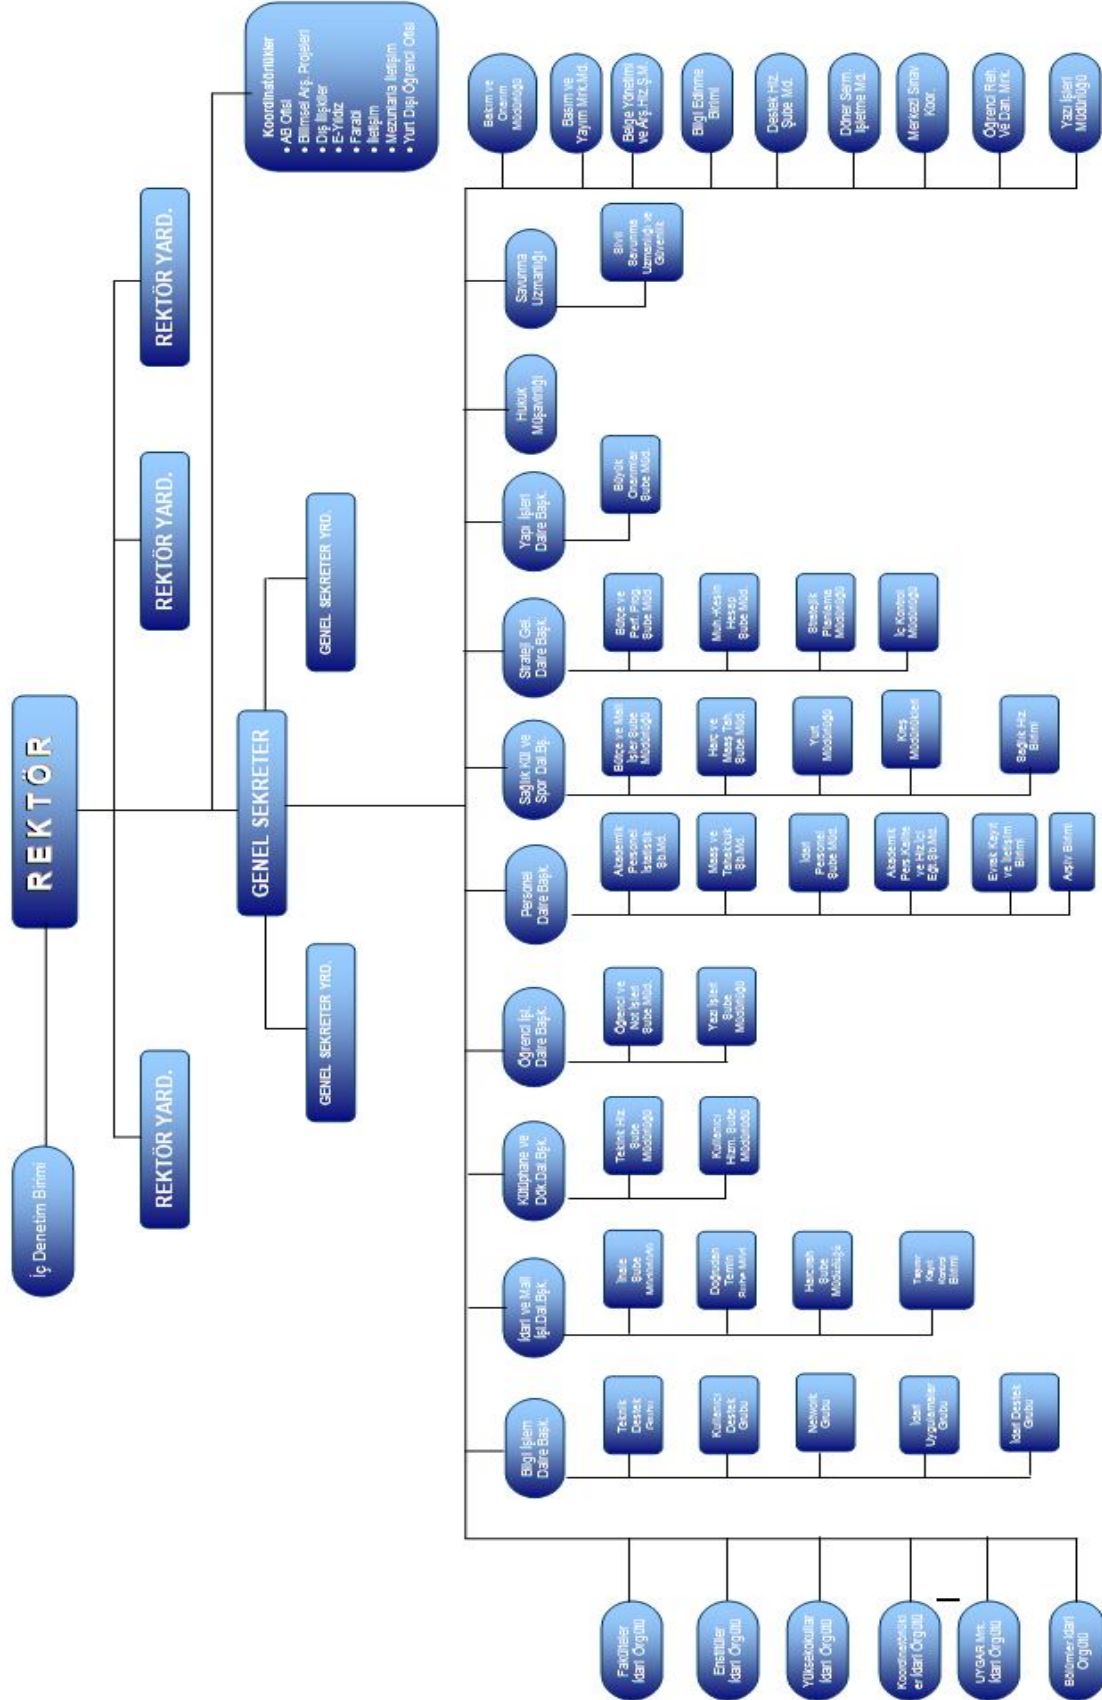 REKTÖR
İç Denetim Birimi
REKTÖR YARD.
REKTÖR YARD.
REKTÖR YARD.
Koordinatörlükler
• AB Ofisi
• Bilimsel Arş. Projeleri
• Dış İlişkiler
• E-Yıldız
• Farabi
• İletişim
• Mezunlarla İletişim
• Yurt Dışı Öğrenci Ofisi
GENEL SEKRETER
GENEL SEKRETER YRD.
GENEL SEKRETER YRD.
Fakülteler
İdari Örgütü
Enstitüler
İdari Örgütü
Yüksekokullar
İdari Örgütü
Koordinatörlükl
er İdari Örgütü
UYGAR Mrk.
İdari Örgütü
Bölümler İdari
Örgütü
Bilgi İşlem
Daire Başk.
Teknik
Destek
Grubu
Kullanıcı
Destek
Grubu
Network
Grubu
İdari
Uygulamalar
Grubu
İdari Destek
Grubu
İdari ve Mali
İşl.Dai.Bşk.
İhale
Şube
Müdürlüğü
Doğrudan
Temin
Şube Müd.
Harcırah
Şube
Müdürlüğü
Taşınır
Kayıt
Kontrol
Birimi
Kütüphane ve
Dök.Dai.Bşk.
Teknik Hiz.
Şube
Müdürlüğü
Kullanıcı
Hizm. Şube
Müdürlüğü
Öğrenci İşl.
Daire Başk.
Öğrenci ve
Not İşleri
Şube Müd.
Yazı İşleri
Şube
Müdürlüğü
Personel
Daire Başk.
Akademik
Personel
İstatistik
Şb.Md.
Maaş ve
Tahakkuk
Şb.Md.
İdari
Personel
Şube Müd.
Akademik
Pers.Kalite
ve Hiz.İçi
Eğt.Şb.Md.
Evrak Kayıt
ve İletişim
Birimi
Arşiv Birimi
Sağlık Kül ve
Spor Dai.Bş.
Bütçe ve Mali
İşler Şube
Müdürlüğü
Harç ve
Maaş Tah.
Şube Müd.
Yurt
Müdürlüğü
Kreş
Müdürlükleri
Sağlık Hiz.
Birimi
Strateji Gel.
Daire Başk.
Bütçe ve
Perf. Prog.
Şube Müd.
Muh.-Kesin
Hesap
Şube Müd.
Stratejik
Planlama
Müdürlüğü
İç Kontrol
Müdürlüğü
Yapı İşleri
Daire Başk.
Büyük
Onarımlar
Şube Müd.
Hukuk
Müşavirliği
Savunma
Uzmanlığı
Sivil
Savunma
Uzmanlığı ve
Güvenlik
Bakım ve
Onarım
Müdürlüğü
Basım ve
Yayım Mrk.Md.
Belge Yönetimi
ve Arş.Hiz.Ş.M.
Bilgi Edinme
Birimi
Destek Hiz.
Şube Md.
Döner Serm.
İşletme Md.
Merkezi Sınav
Koor.
Öğrenci Reh.
Ve Dan. Mrk.
Yazı İşleri
Müdürlüğü